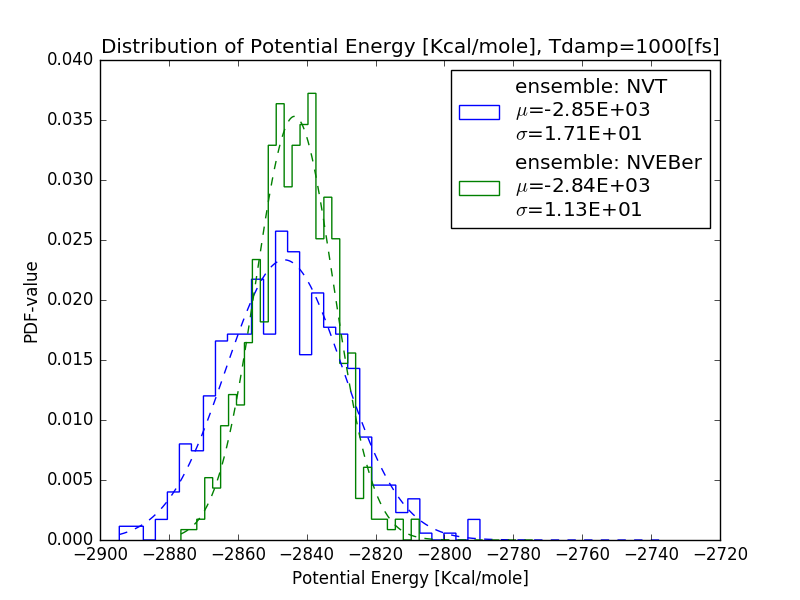 Distribution of Potential Energy [Kcal/mole], Tdamp=1000[fs]
0.040
0.035
0.030
0.025
0.020
0.015
0.010
0.005
0.000
PDF-value
ensemble: NVT
μ=-2.85E+03
σ=1.71E+01
ensemble: NVEBer
μ=-2.84E+03
σ=1.13E+01
−2900 −2880 −2860 −2840 −2820 −2800 −2780 −2760 −2740 −2720
Potential Energy [Kcal/mole]